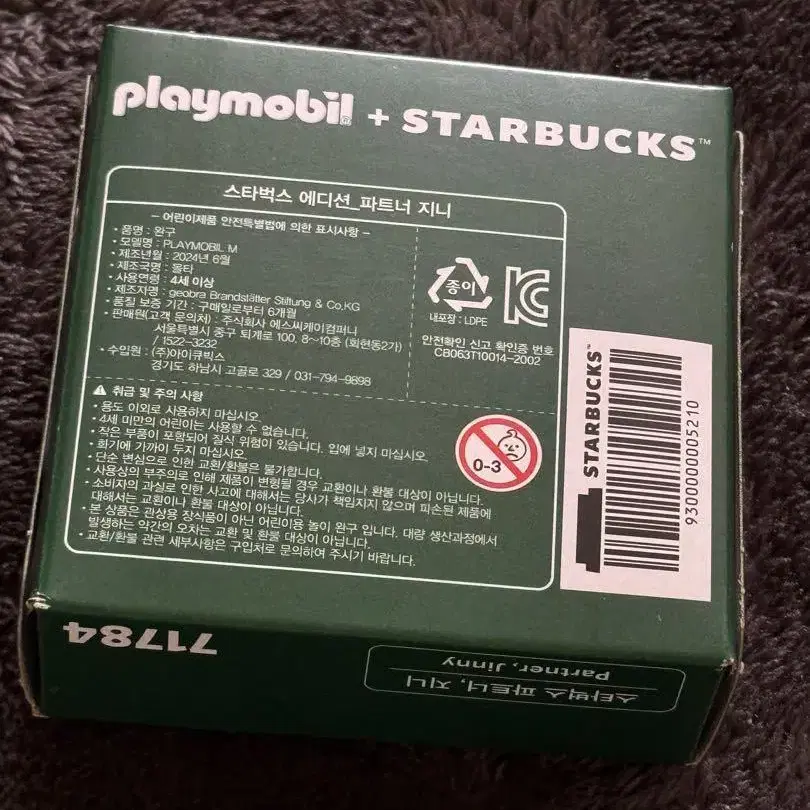 playmobil® + STARBUCKS™
스타벅스 에디션_파트너 지니
- 어린이제품 안전특별법에 의한 표시사항 -
· 품명 : 완구
· 모델명 : PLAYMOBIL M
· 제조년월 : 2024년 6월
· 제조국명 : 몰타
· 사용연령 : 4세 이상
· 제조자명 : geobra Brandstätter Stiftung & Co.KG
· 품질 보증 기간 : 구매일로부터 6개월
· 판매원(고객 문의처) : 주식회사 에스씨케이컴퍼니
서울특별시 중구 퇴계로 100, 8~10층 (회현동2가)
/ 1522-3232
· 수입원 : (주)아이큐박스
경기도 하남시 고골로 329 / 031-794-9898
종이
내포장 : LDPE
안전확인 신고 확인증 번호
CB063T10014-2002
⚠ 취급 및 주의 사항
· 용도 이외로 사용하지 마십시오.
· 4세 미만의 어린이는 사용할 수 없습니다.
· 작은 부품이 포함되어 질식 위험이 있습니다. 입에 넣지 마십시오.
· 화기에 가까이 두지 마십시오.
· 단순 변심으로 인한 교환/환불은 불가합니다.
· 사용상의 부주의로 인해 제품이 변형될 경우 교환이나 환불 대상이 아닙니다.
· 소비자의 과실로 인한 사고에 대해서는 당사가 책임지지 않으며 파손된 제품에
대해서는 교환이나 환불 대상이 아닙니다.
· 본 상품은 관상용 장식품이 아닌 어린이용 놀이 완구 입니다. 대량 생산과정에서
발생하는 약간의 오차는 교환 및 환불 대상이 아닙니다.
· 교환/환불 관련 세부사항은 구입처로 문의하여 주시기 바랍니다.
0-3
STARBUCKS™
9300000005210
71784
스타벅스 파트너, 지니
Partner, Jinny